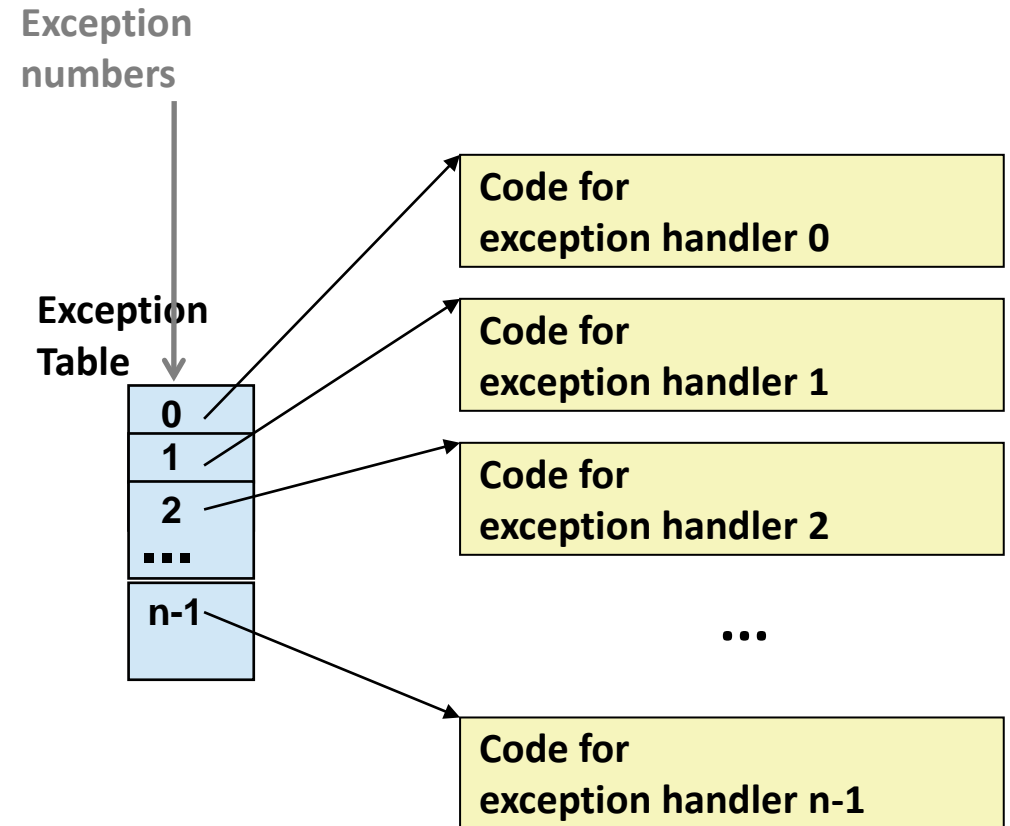 Exception
numbers
Code for
exception handler 0
Exception
Table
Code for
exception handler 1
0
1
2
...
n-1
Code for
exception handler 2
...
Code for
exception handler n-1